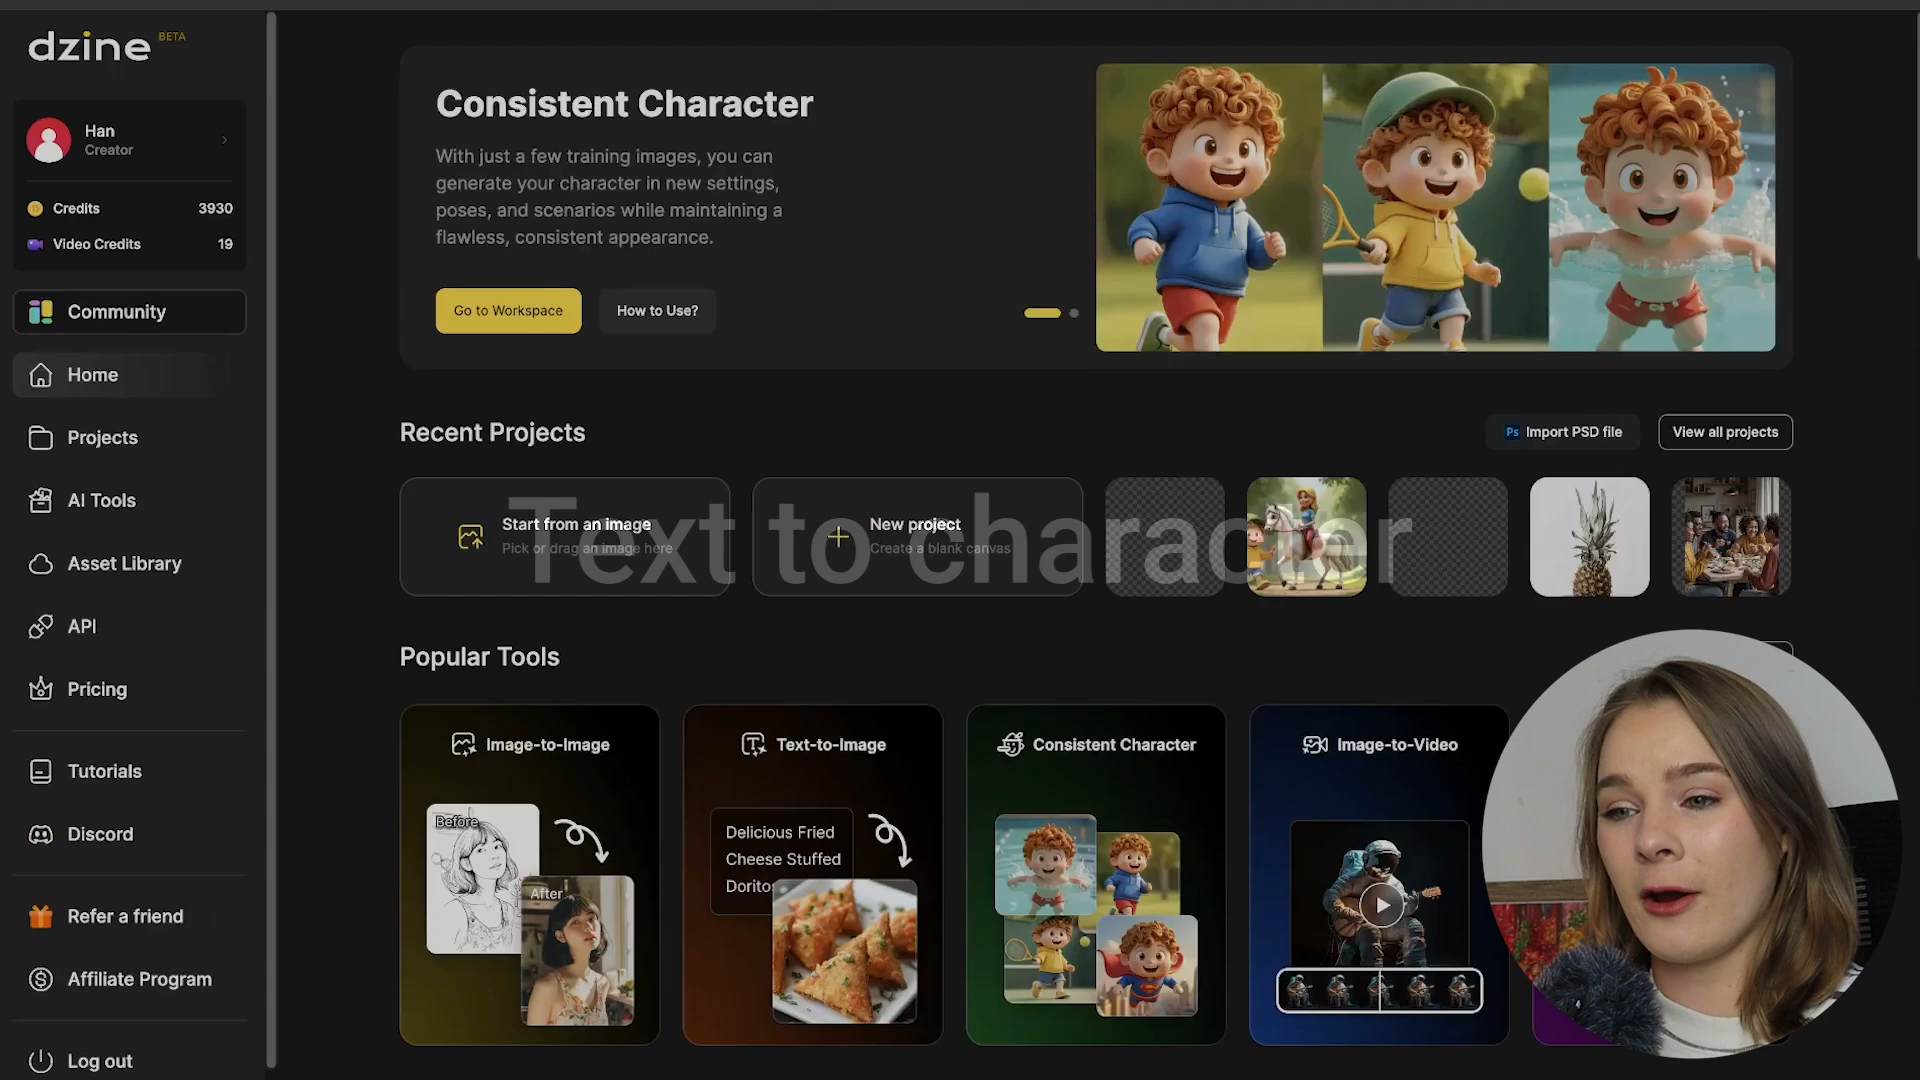 dzine BETA
Han
Creator
Credits 3930
Video Credits 19
Community
Home
Projects
AI Tools
Asset Library
API
Pricing
Tutorials
Discord
Refer a friend
Affiliate Program
Log out
Consistent Character
With just a few training images, you can
generate your character in new settings,
poses, and scenarios while maintaining a
flawless, consistent appearance.
Go to Workspace
How to Use?
Recent Projects
Ps Import PSD file
View all projects
Start from an image
Pick or drag an image here
New project
Create a blank canvas
Text to character
Popular Tools
Image-to-Image
Before
After
Text-to-Image
Delicious Fried
Cheese Stuffed
Doritos
Consistent Character
Image-to-Video